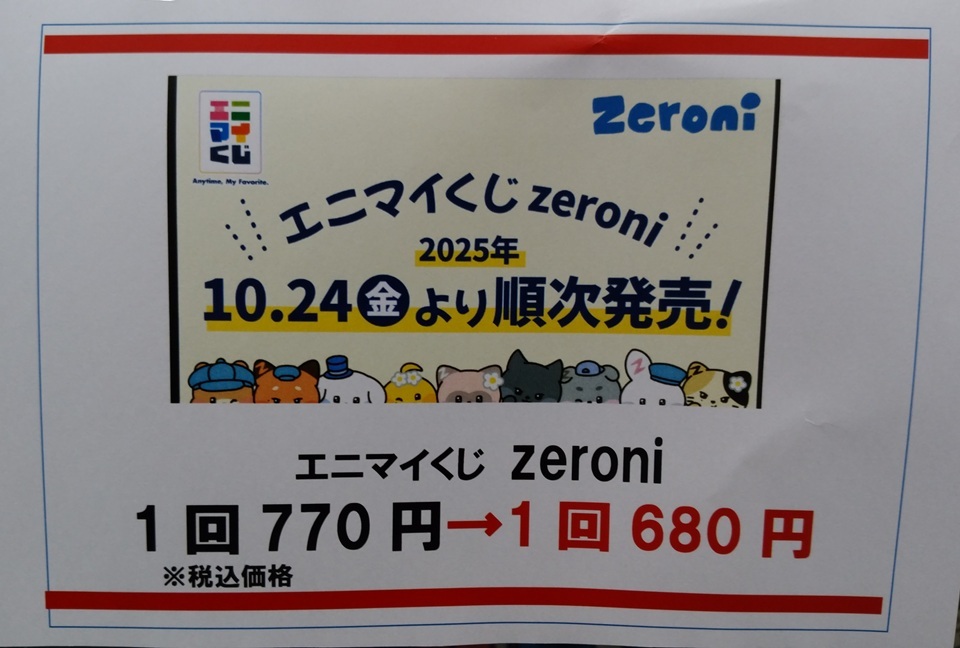 エニ
マイ
くじ
Anytime, My Favorite.
zeroni
エニマイくじ zeroni
2025年
10.24金より順次発売!
エニマイくじ zeroni
1回770円→1回680円
※税込価格